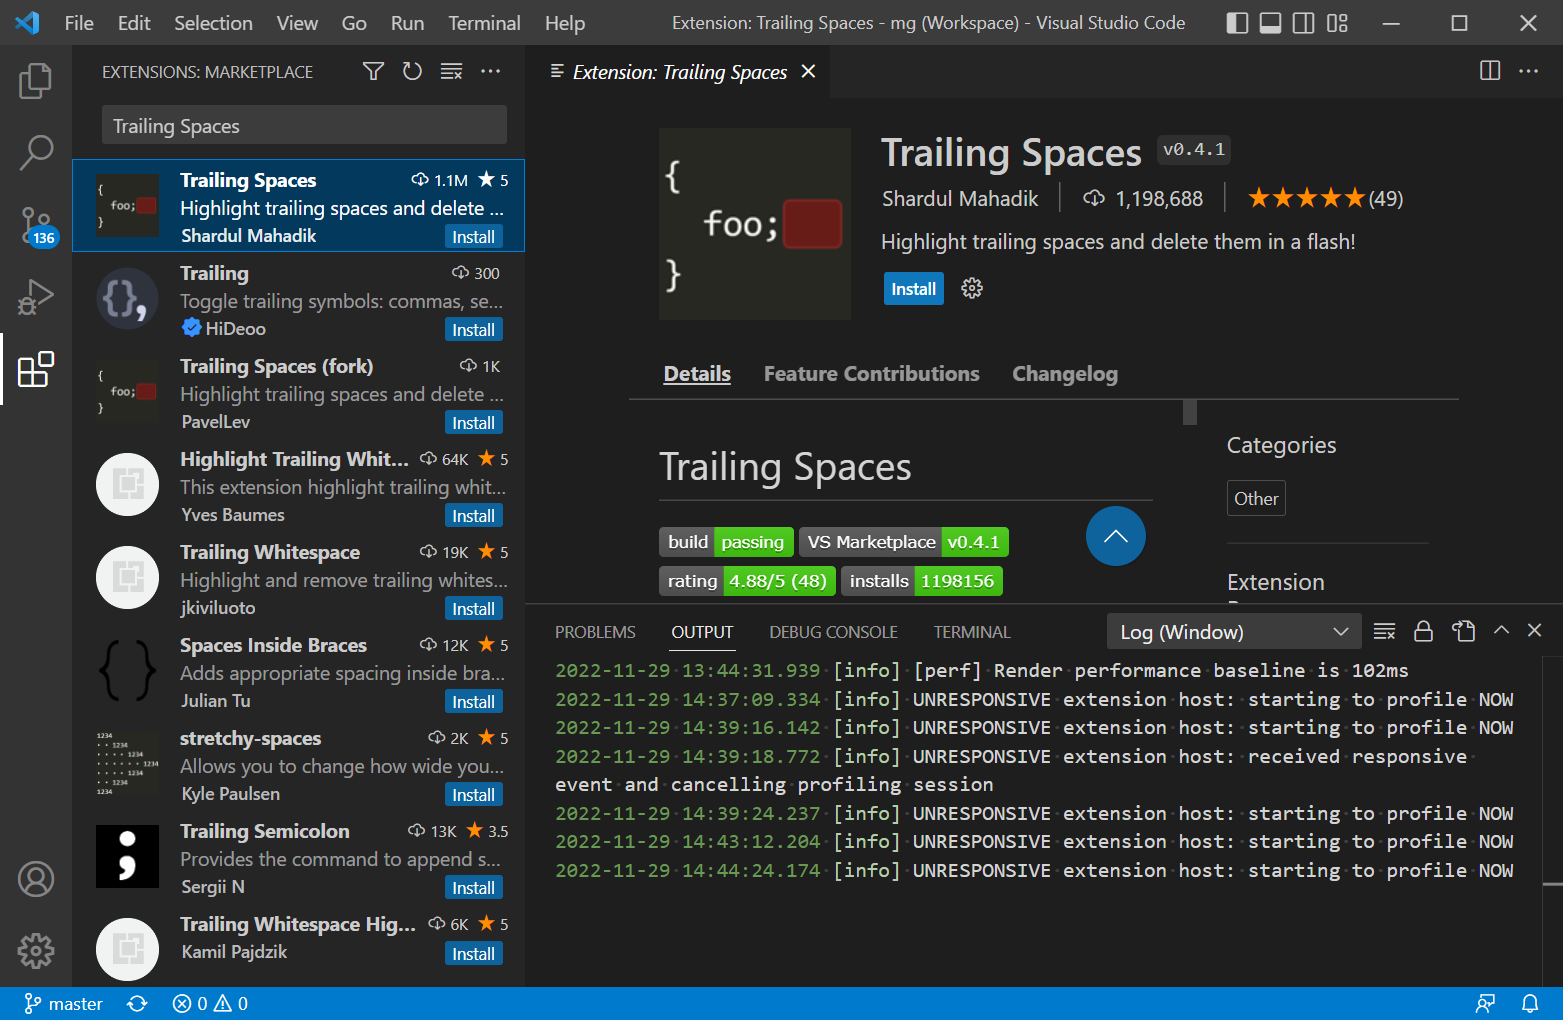 File Edit Selection View Go Run Terminal Help
Extension: Trailing Spaces - mg (Workspace) - Visual Studio Code
136
EXTENSIONS: MARKETPLACE
Trailing Spaces
{
foo;
}
Trailing Spaces 1.1M 5
Highlight trailing spaces and delete ...
Shardul Mahadik Install
{},
Trailing 300
Toggle trailing symbols: commas, se...
HiDeoo Install
{
foo;
}
Trailing Spaces (fork) 1K
Highlight trailing spaces and delete ...
PavelLev Install
Highlight Trailing Whit... 64K 5
This extension highlight trailing whit...
Yves Baumes Install
Trailing Whitespace 19K 5
Highlight and remove trailing whites...
jkiviluoto Install
{ }
Spaces Inside Braces 12K 5
Adds appropriate spacing inside bra...
Julian Tu Install
1234
· · 1234
· · · · 1234
· · · · · · 1234
· · · · 1234
· · 1234
1234
stretchy-spaces 2K 5
Allows you to change how wide you...
Kyle Paulsen Install
;
Trailing Semicolon 13K 3.5
Provides the command to append s...
Sergii N Install
Trailing Whitespace Hig... 6K 5
Kamil Pajdzik Install
Extension: Trailing Spaces
{
foo;
}
Trailing Spaces v0.4.1
Shardul Mahadik 1,198,688 (49)
Highlight trailing spaces and delete them in a flash!
Install
Details Feature Contributions Changelog
Trailing Spaces
build passing VS Marketplace v0.4.1
rating 4.88/5 (48) installs 1198156
Categories
Other
Extension
PROBLEMS OUTPUT DEBUG CONSOLE TERMINAL Log (Window)
2022-11-29 13:44:31.939 [info] [perf] Render performance baseline is 102ms
2022-11-29 14:37:09.334 [info] UNRESPONSIVE extension host: starting to profile NOW
2022-11-29 14:39:16.142 [info] UNRESPONSIVE extension host: starting to profile NOW
2022-11-29 14:39:18.772 [info] UNRESPONSIVE extension host: received responsive
event and cancelling profiling session
2022-11-29 14:39:24.237 [info] UNRESPONSIVE extension host: starting to profile NOW
2022-11-29 14:43:12.204 [info] UNRESPONSIVE extension host: starting to profile NOW
2022-11-29 14:44:24.174 [info] UNRESPONSIVE extension host: starting to profile NOW
master 0 0